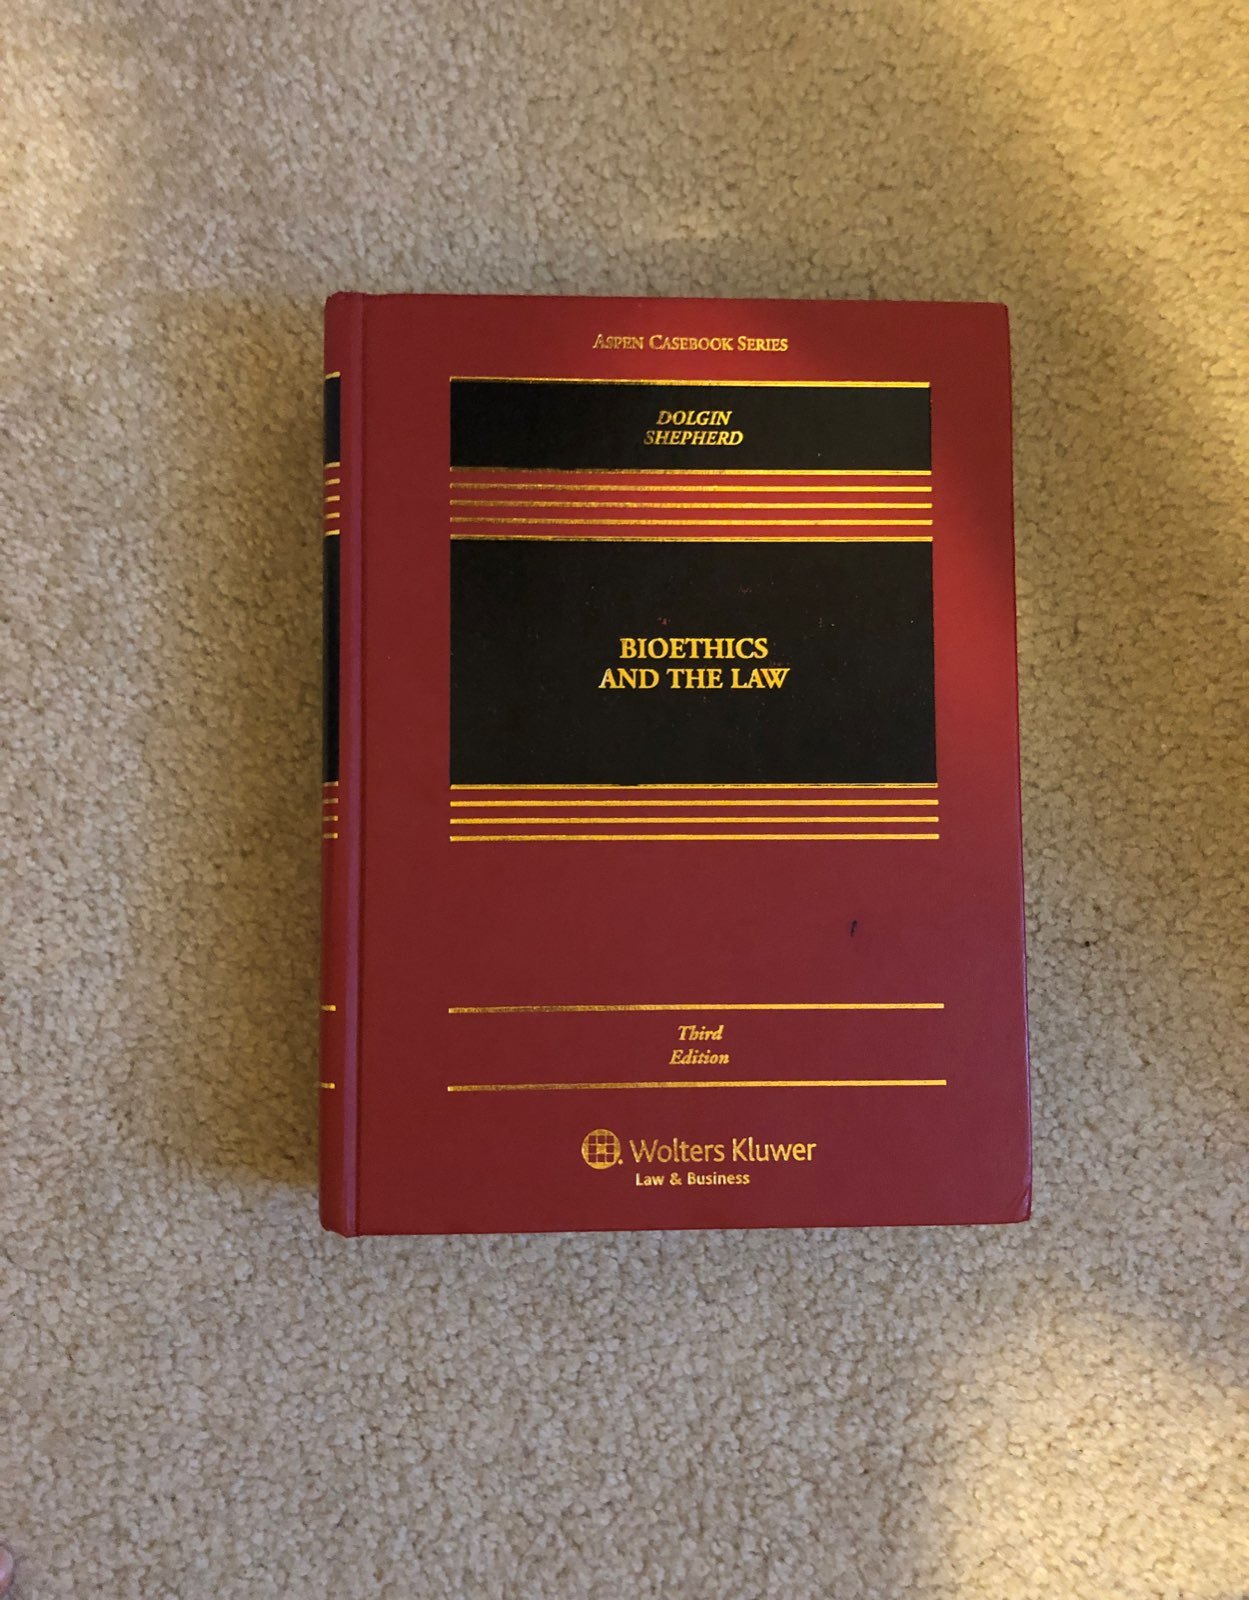 ASPEN CASEBOOK SERIES
DOLGIN
SHEPHERD
BIOETHICS
AND THE LAW
Third
Edition
Wolters Kluwer
Law & Business